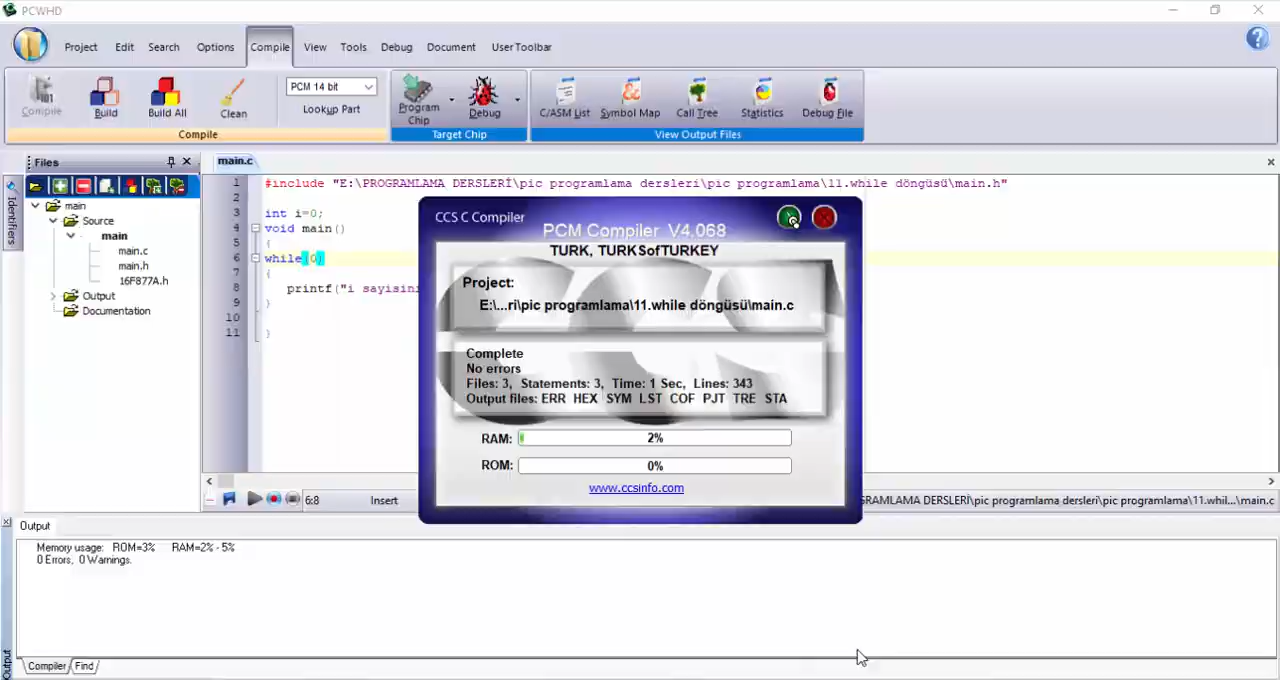 PCWHD
Project Edit Search Options Compile View Tools Debug Document User Toolbar
Compile Build Build All Clean
PCM 14 bit
Lookup Part
Program Chip Debug
C/ASM List Symbol Map Call Tree Statistics Debug File
Compile Target Chip View Output Files
Files
main.c
Identifiers
main
Source
main
main.c
main.h
16F877A.h
Output
Documentation
1 #include "E:\PROGRAMLAMA DERSLERİ\pic programlama dersleri\pic programlama\11.while döngüsü\main.h"
2
3 int i=0;
4 void main()
5 {
6 while(0)
7 {
8 printf("i sayisini
9 }
10
11 }
CCS C Compiler
PCM Compiler V4.068
TURK, TURKSofTURKEY
Project:
E:\...ri\pic programlama\11.while döngüsü\main.c
Complete
No errors
Files: 3, Statements: 3, Time: 1 Sec, Lines: 343
Output files: ERR HEX SYM LST COF PJT TRE STA
RAM: 2%
ROM: 0%
www.ccsinfo.com
6:8 Insert
GRAMLAMA DERSLERİ\pic programlama dersleri\pic programlama\11.whil...\main.c
Output
Memory usage: ROM=3% RAM=2% - 5%
0 Errors, 0 Warnings.
Output
Compiler Find